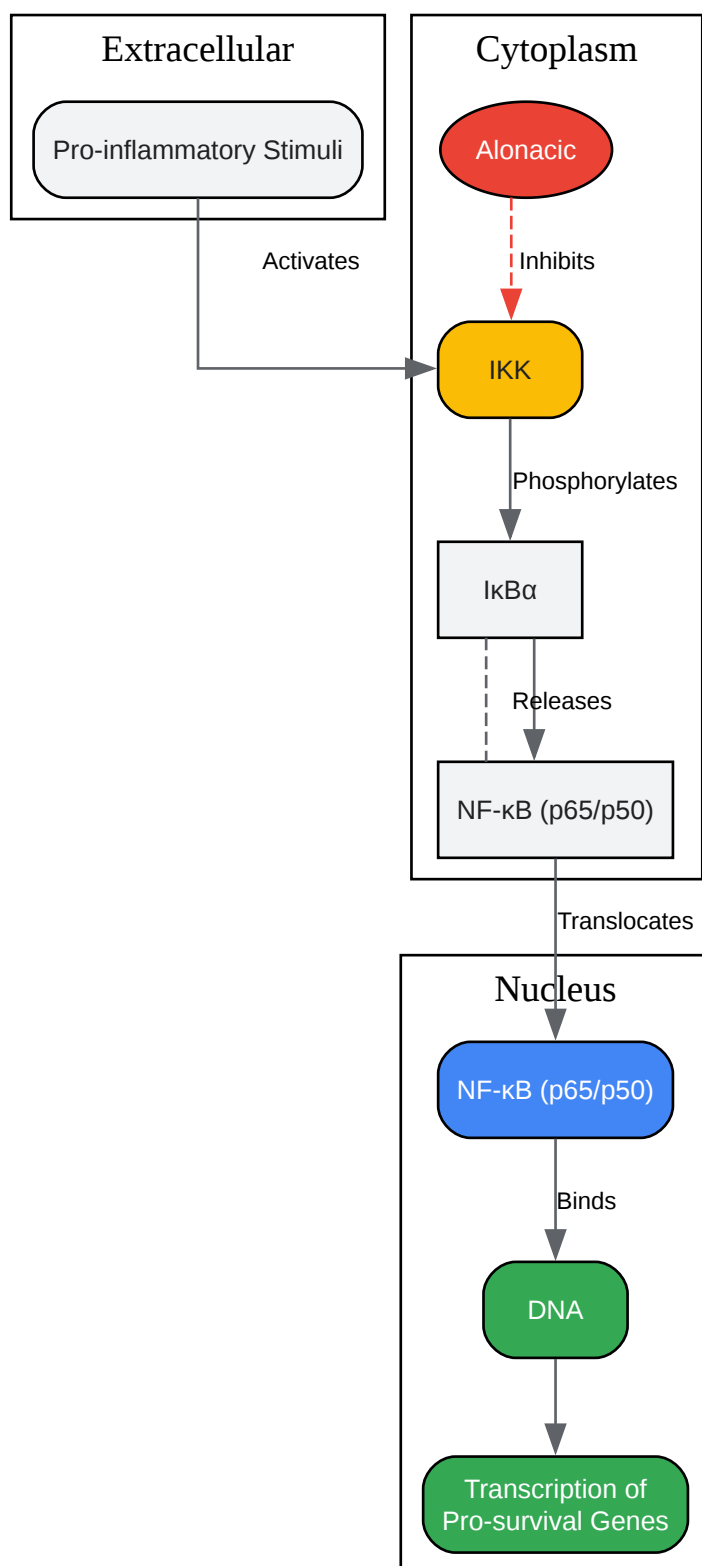 Extracellular
Cytoplasm
Pro-inflammatory Stimuli
Alonacic
Activates
Inhibits
IKK
Phosphorylates
IκBα
Releases
NF-κB (p65/p50)
Translocates
Nucleus
NF-κB (p65/p50)
Binds
DNA
Transcription of
Pro-survival Genes